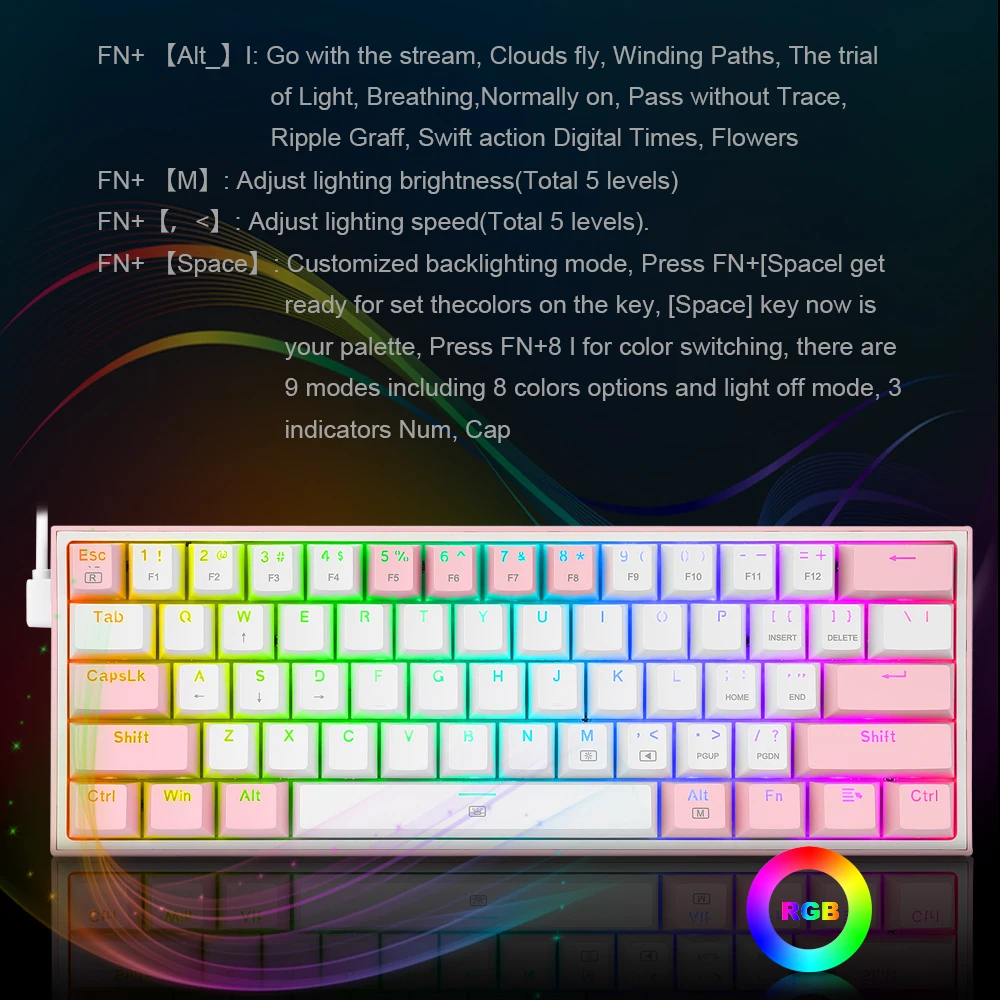 FN+ 【Alt_】I: Go with the stream, Clouds fly, Winding Paths, The trial
of Light, Breathing,Normally on, Pass without Trace,
Ripple Graff, Swift action Digital Times, Flowers
FN+ 【M】: Adjust lighting brightness(Total 5 levels)
FN+【, <】: Adjust lighting speed(Total 5 levels).
FN+ 【Space】: Customized backlighting mode, Press FN+[Spacel get
ready for set thecolors on the key, [Space] key now is
your palette, Press FN+8 I for color switching, there are
9 modes including 8 colors options and light off mode, 3
indicators Num, Cap
Esc 1 ! 2 @ 3 # 4 $ 5 % 6 ^ 7 & 8 * 9 ( 0 ) - – = + ←
R F1 F2 F3 F4 F5 F6 F7 F8 F9 F10 F11 F12
Tab Q W E R T Y U I O P [ { ] } \ |
↑ INSERT DELETE
CapsLk A S D F G H J K L ; : ' "
← ↓ → HOME END
Shift Z X C V B N M , < . > / ? Shift
PGUP PGDN
Ctrl Win Alt Alt Fn Ctrl
M
RGB